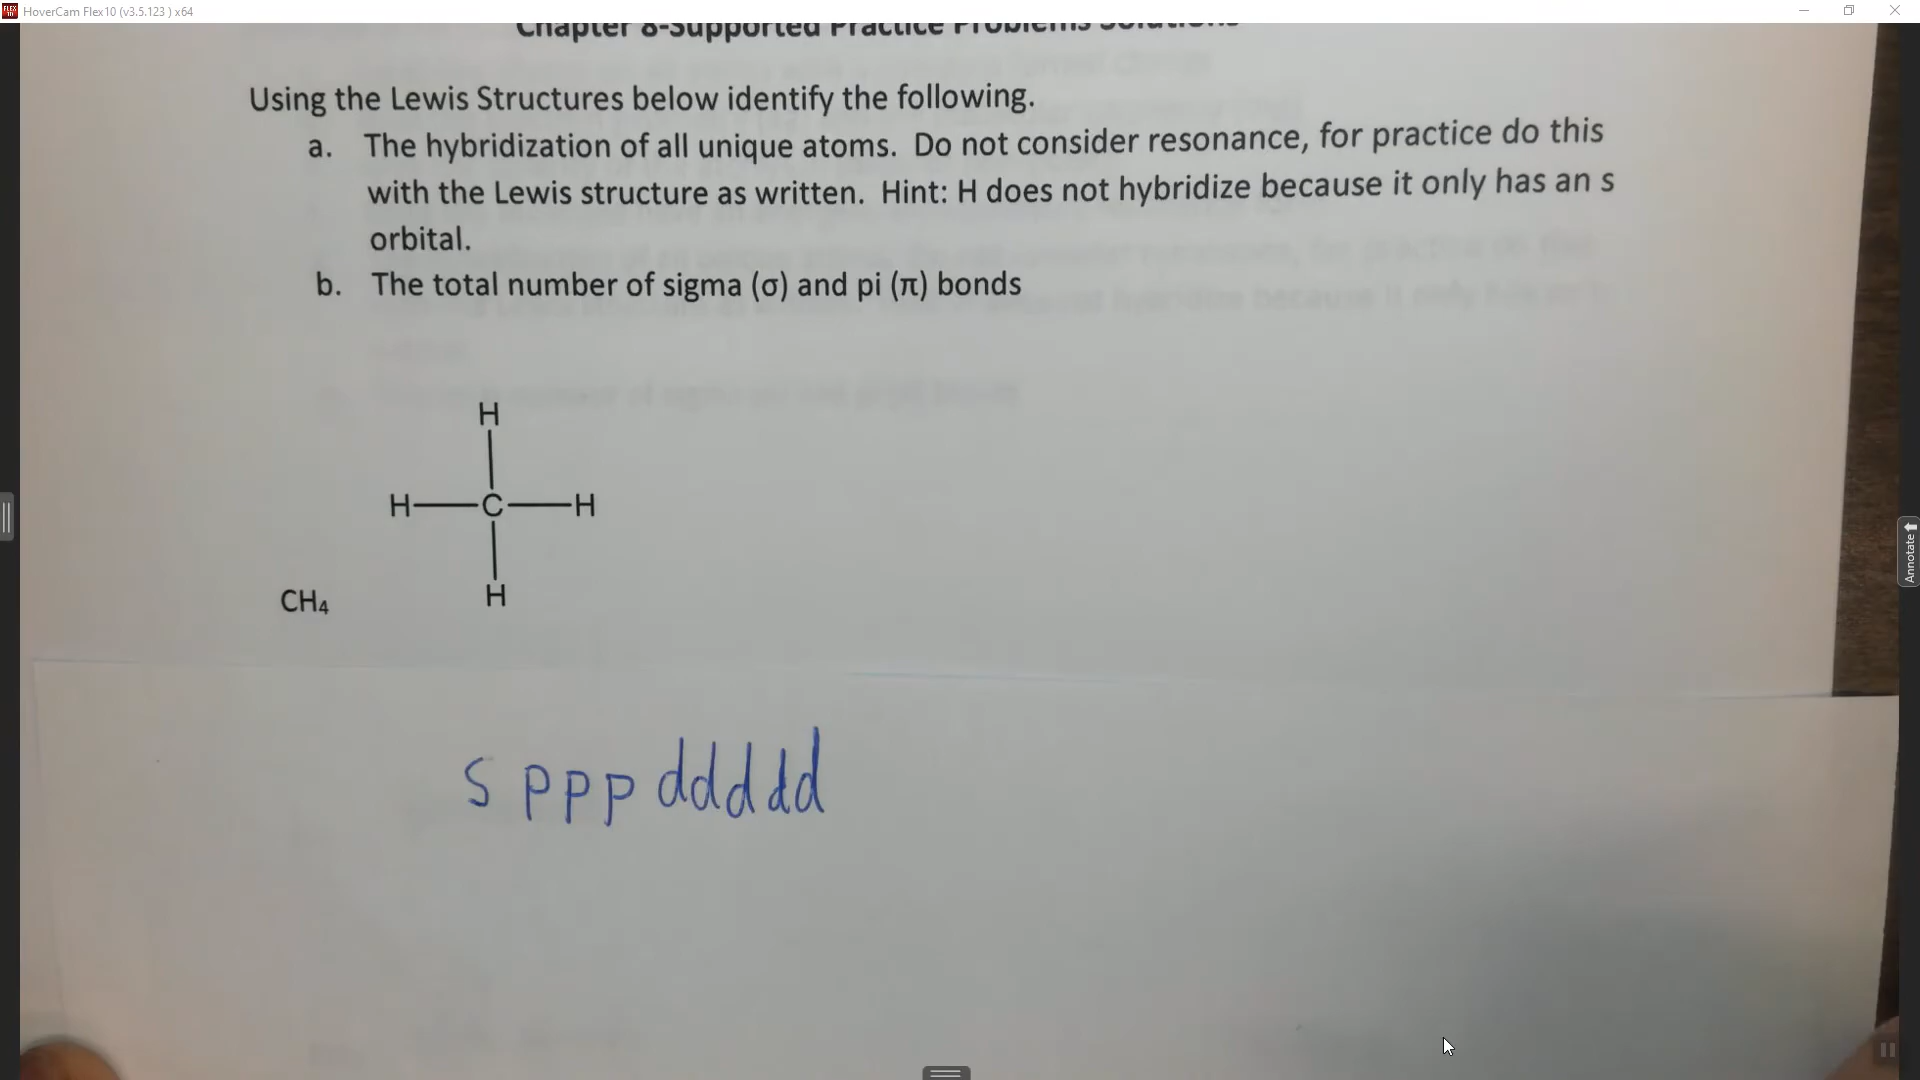 HoverCam Flex10 (v3.5.123 ) x64
Chapter 8-Supported Practice Problems Solutions
Using the Lewis Structures below identify the following.
a. The hybridization of all unique atoms. Do not consider resonance, for practice do this
with the Lewis structure as written. Hint: H does not hybridize because it only has an s
orbital.
b. The total number of sigma (σ) and pi (π) bonds
H
H C H
H
CH₄
s p p p d d d d d
Annotate